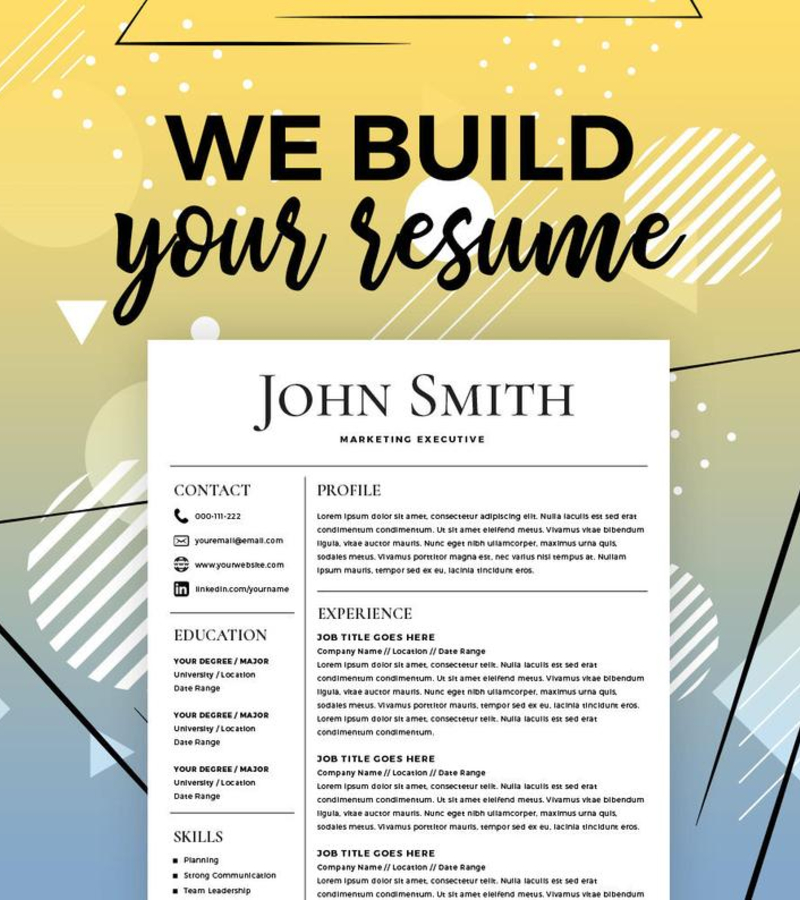 WE BUILD
your resume
JOHN SMITH
MARKETING EXECUTIVE
CONTACT
000-111-222
youremail@email.com
www.yourwebsite.com
linkedin.com/yourname
EDUCATION
YOUR DEGREE / MAJOR
University / Location
Date Range
YOUR DEGREE / MAJOR
University / Location
Date Range
YOUR DEGREE / MAJOR
University / Location
Date Range
SKILLS
Planning
Strong Communication
Team Leadership
PROFILE
Lorem ipsum dolor sit amet, consectetur adipiscing elit. Nulla iaculis est sed erat
condimentum condimentum. Ut sit amet eleifend metus. Vivamus vitae bibendum
ligula, vitae auctor mauris. Nunc eget nibh ullamcorper, maximus urna quis,
sodales metus. Vivamus porttitor magna est, nec varius nisi tempus at. Nullam
ipsum mauris, tempor sed ex eu, lacinia tincidunt eros.
EXPERIENCE
JOB TITLE GOES HERE
Company Name // Location // Date Range
Lorem ipsum dolor sit amet, consectetur telit. Nulla iaculis est sed erat
condimentum condimentum. Ut sit amet eleifend metus. Vivamus vitae bibendum
ligula, vitae auctor mauris. Nunc eget nibh ullamcorper, maximus urna quis,
sodales metus. Vivamus porttitor mauris, tempor sed ex eu, lacinia tincidunt eros.
Lorem ipsum dolor sit amet, consectetur telit. Nulla iaculis est sed erat
condimentum condimentum.
JOB TITLE GOES HERE
Company Name // Location // Date Range
Lorem ipsum dolor sit amet, consectetur telit. Nulla iaculis est sed erat
condimentum condimentum. Ut sit amet eleifend metus. Vivamus vitae bibendum
ligula, vitae auctor mauris. Nunc eget nibh ullamcorper, maximus urna quis,
sodales metus. Vivamus porttitor mauris, tempor sed ex eu, lacinia tincidunt eros.
JOB TITLE GOES HERE
Company Name // Location // Date Range
Lorem ipsum dolor sit amet, consectetur telit. Nulla iaculis est sed erat
condimentum condimentum. Ut sit amet eleifend metus. Vivamus vitae bibendum